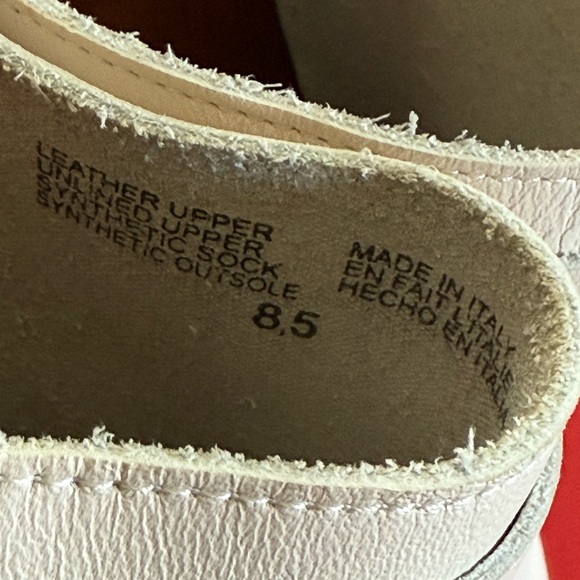 LEATHER UPPER
UNLINED UPPER
SYNTHETIC SOCK
SYNTHETIC OUTSOLE
8,5
MADE IN ITALY
EN FAIT L'ITALIE
HECHO EN ITALIA